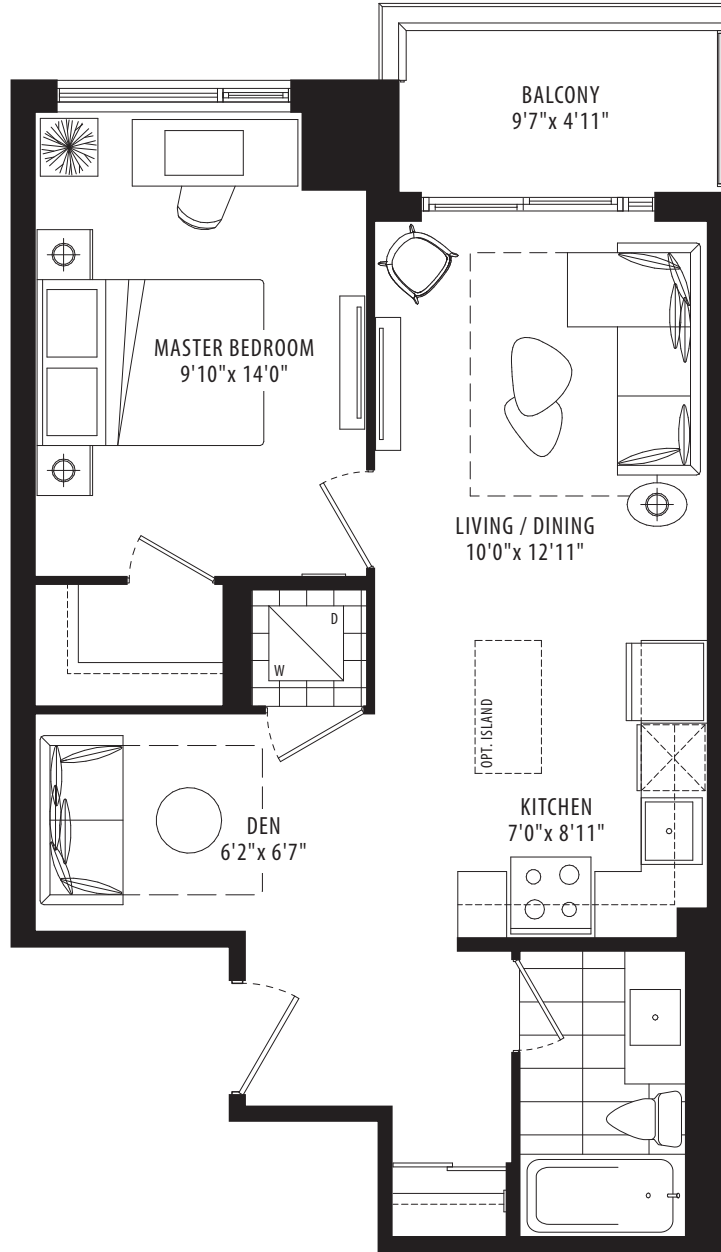 BALCONY
9'7"x 4'11"
MASTER BEDROOM
9'10"x 14'0"
LIVING / DINING
10'0"x 12'11"
D
W
OPT. ISLAND
KITCHEN
7'0"x 8'11"
DEN
6'2"x 6'7"